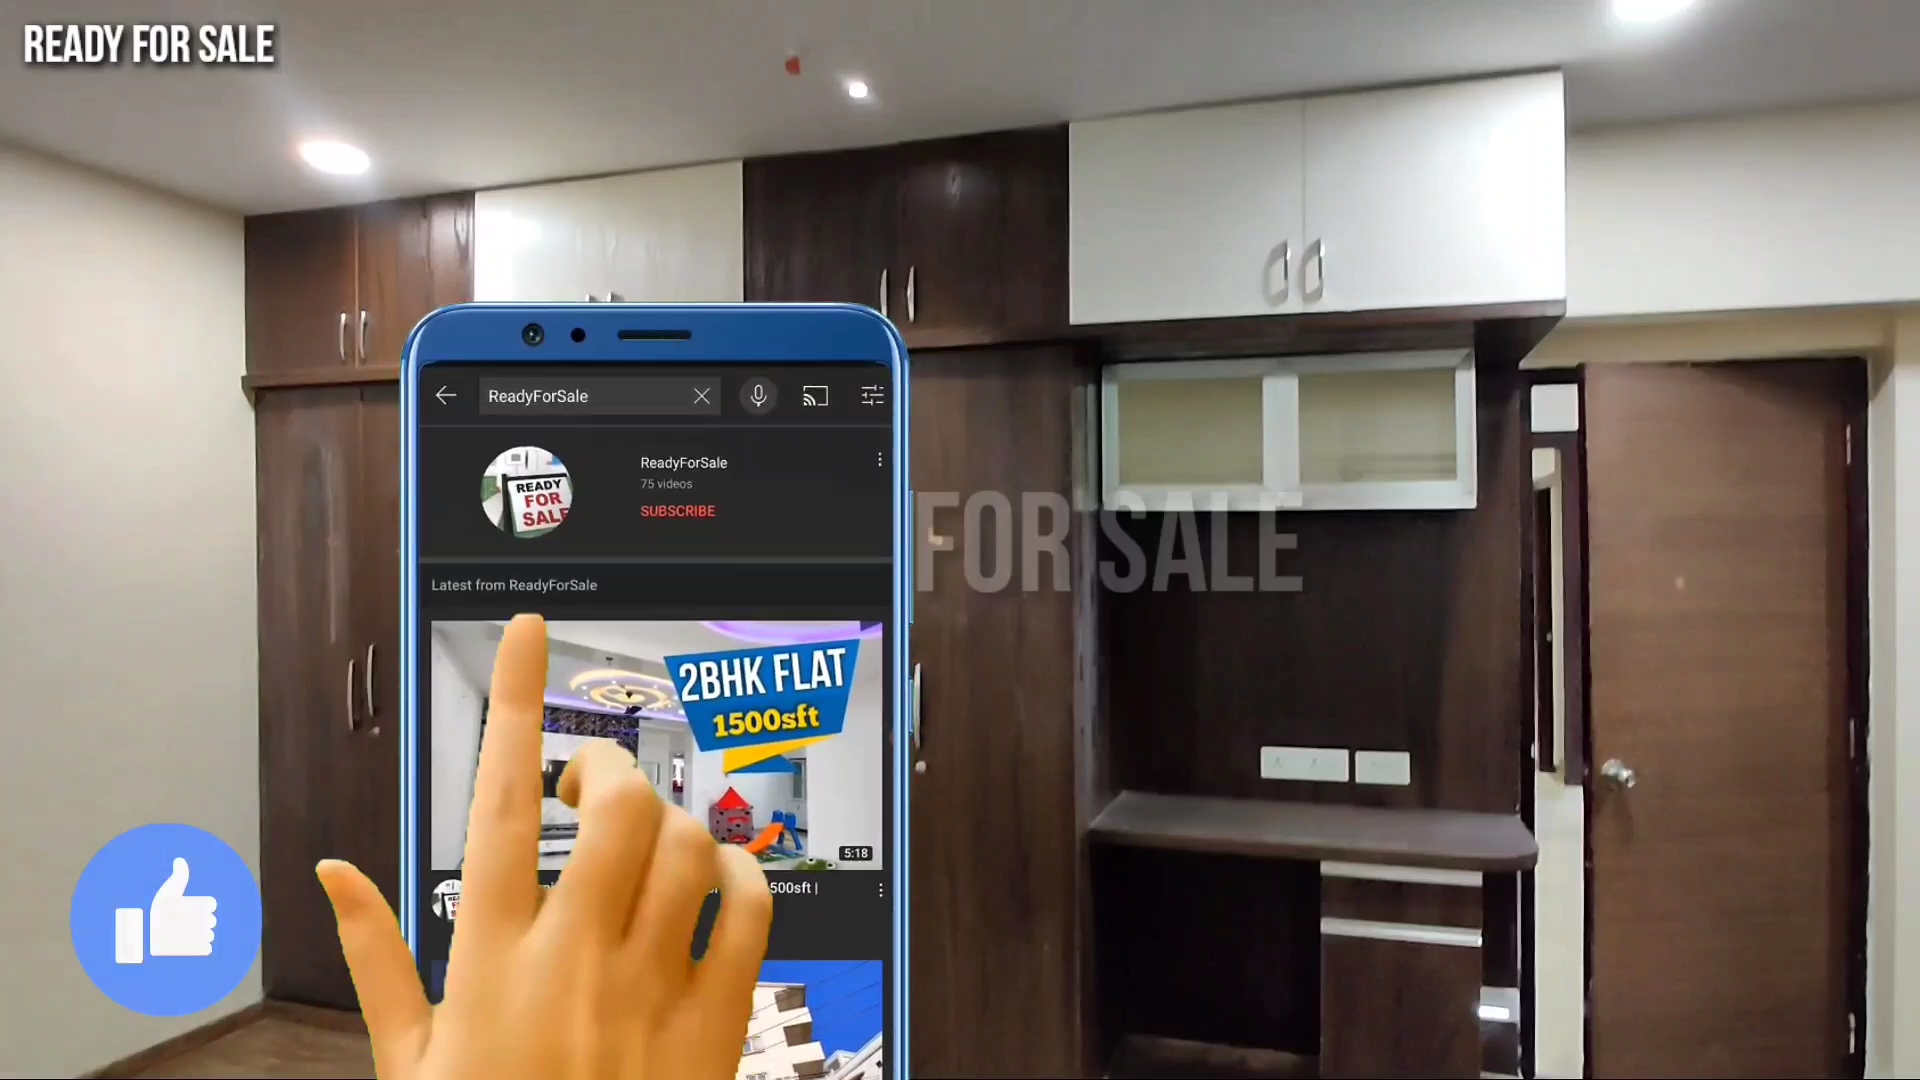 READY FOR SALE
ReadyForSale
ReadyForSale
75 videos
SUBSCRIBE
READY
FOR
SALE
Latest from ReadyForSale
2BHK FLAT
1500sft
5:18
500sft |
FOR SALE